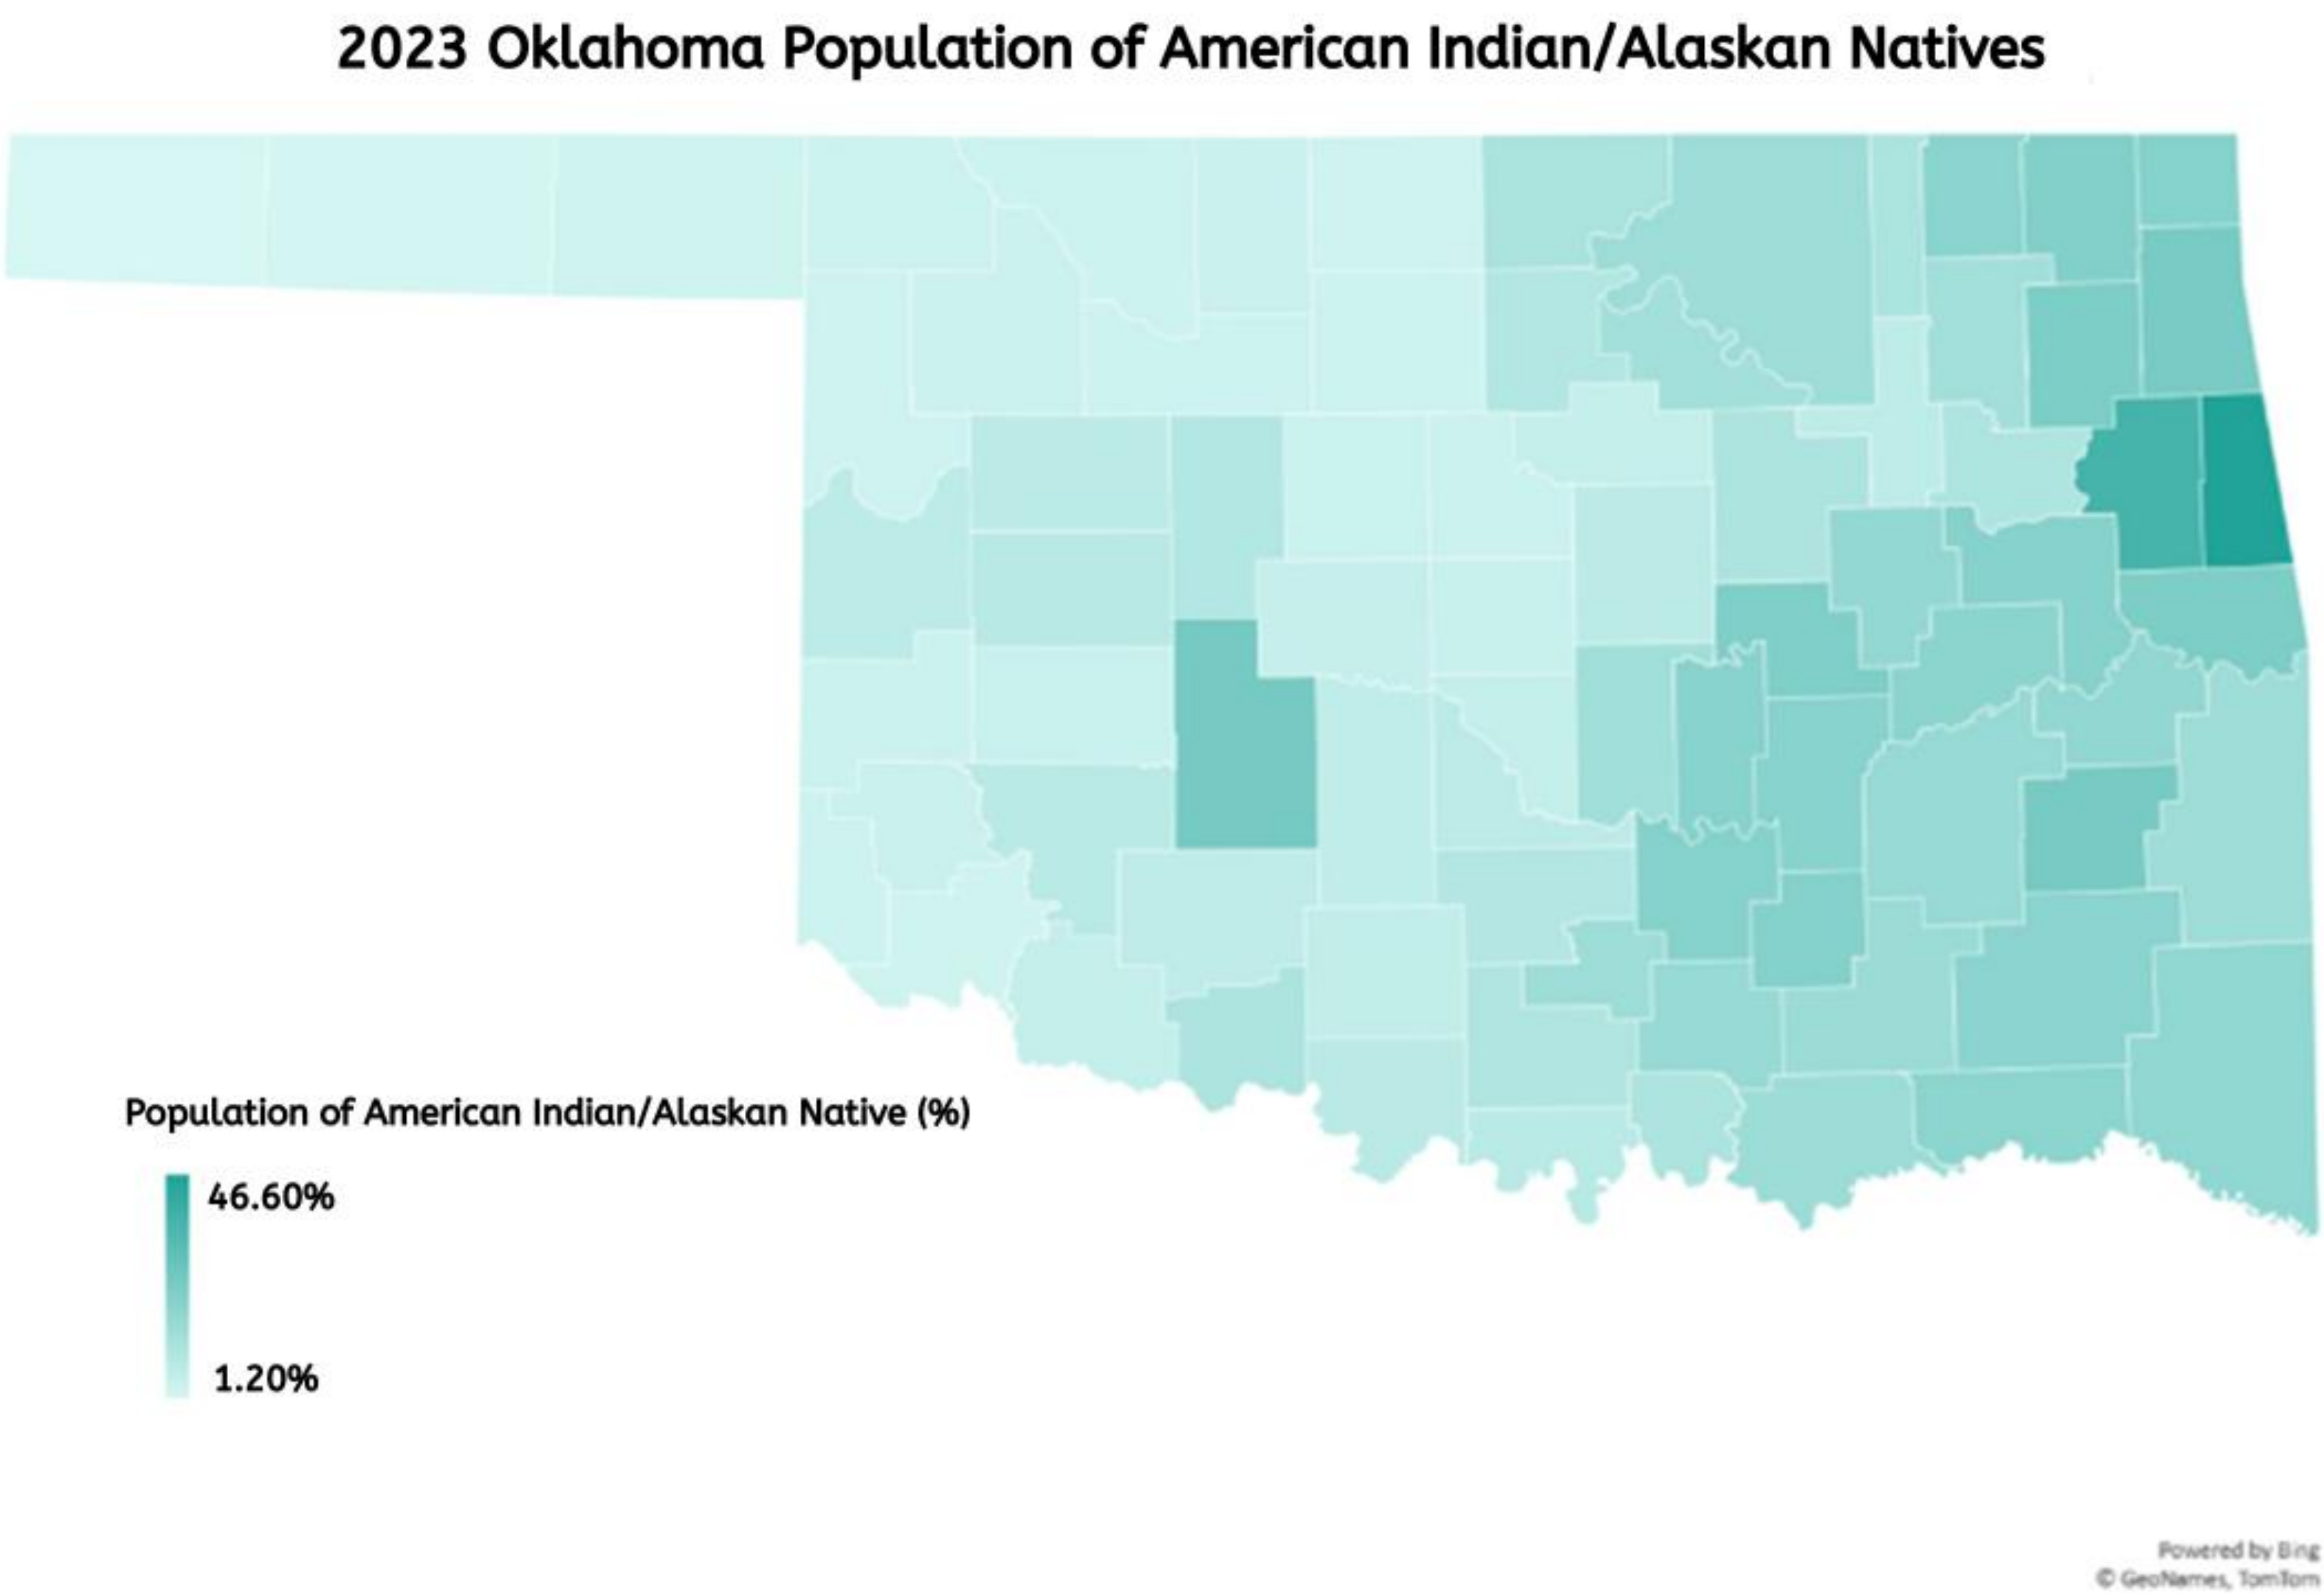 2023 Oklahoma Population of American Indian/Alaskan Natives
Population of American Indian/Alaskan Native (%)
46.60%
1.20%
Powered by Bing
© GeoNames, TomTom